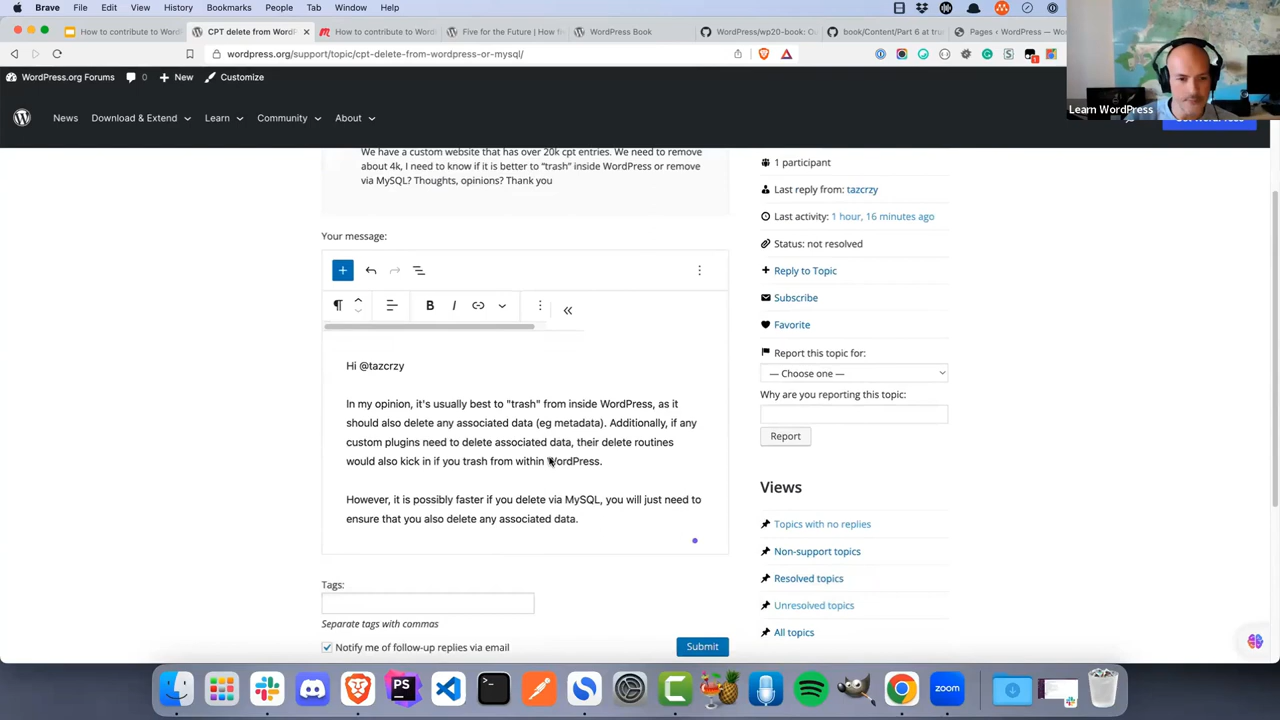 Brave File Edit View History Bookmarks People Tab Window Help
How to contribute to Word
CPT delete from WordPress
How to contribute to Word
Five for the Future | How
WordPress Book
WordPress/wp20-book:
book/Content/Part 6 at
Pages ‹ WordPress
wordpress.org/support/topic/cpt-delete-from-wordpress-or-mysql/
WordPress.org Forums 0 New Customize
Learn WordPress
News Download & Extend Learn Community About
We have a custom website that has over 20k cpt entries. We need to remove
about 4k, I need to know if it is better to “trash” inside WordPress or remove
via MySQL? Thoughts, opinions? Thank you
Your message:
B I
Hi @tazcrzy
In my opinion, it's usually best to "trash" from inside WordPress, as it
should also delete any associated data (eg metadata). Additionally, if any
custom plugins need to delete associated data, their delete routines
would also kick in if you trash from within WordPress.
However, it is possibly faster if you delete via MySQL, you will just need to
ensure that you also delete any associated data.
Tags:
Separate tags with commas
Notify me of follow-up replies via email
Submit
1 participant
Last reply from: tazcrzy
Last activity: 1 hour, 16 minutes ago
Status: not resolved
Reply to Topic
Subscribe
Favorite
Report this topic for:
— Choose one —
Why are you reporting this topic:
Report
Views
Topics with no replies
Non-support topics
Resolved topics
Unresolved topics
All topics
PS
zoom